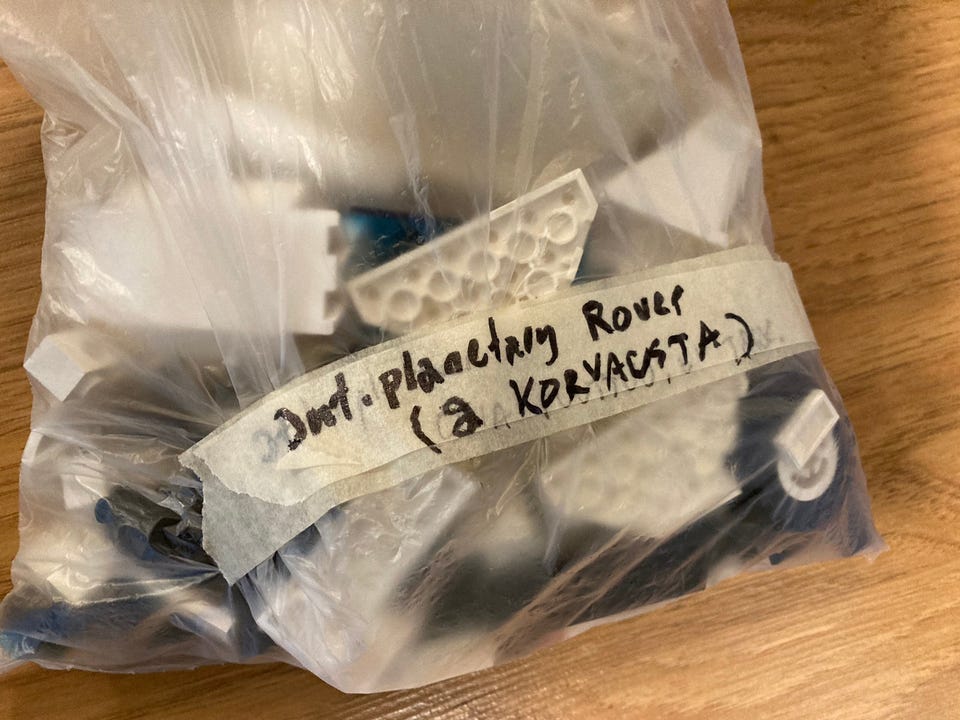 Int. planetary Rover
(2 KORVAUSTA)